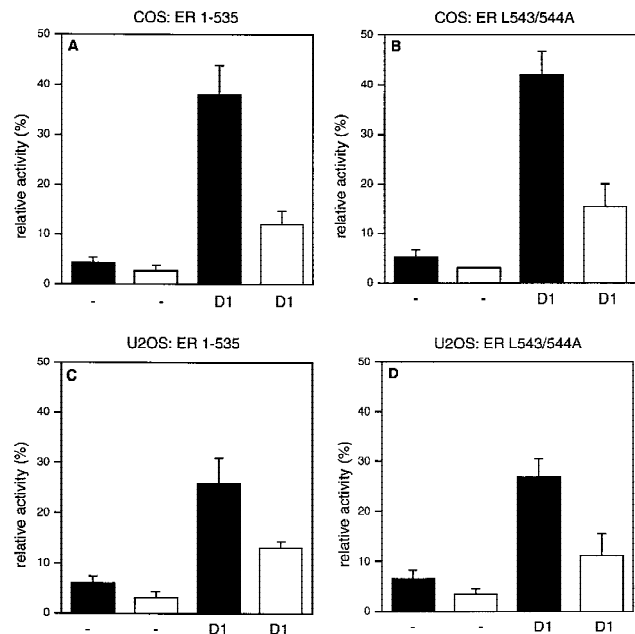 COS: ER 1-535
A
relative activity (%)
50
40
30
20
10
0
- - D1 D1
COS: ER L543/544A
B
relative activity (%)
50
40
30
20
10
0
- - D1 D1
U2OS: ER 1-535
C
relative activity (%)
50
40
30
20
10
0
- - D1 D1
U2OS: ER L543/544A
D
relative activity (%)
50
40
30
20
10
0
- - D1 D1